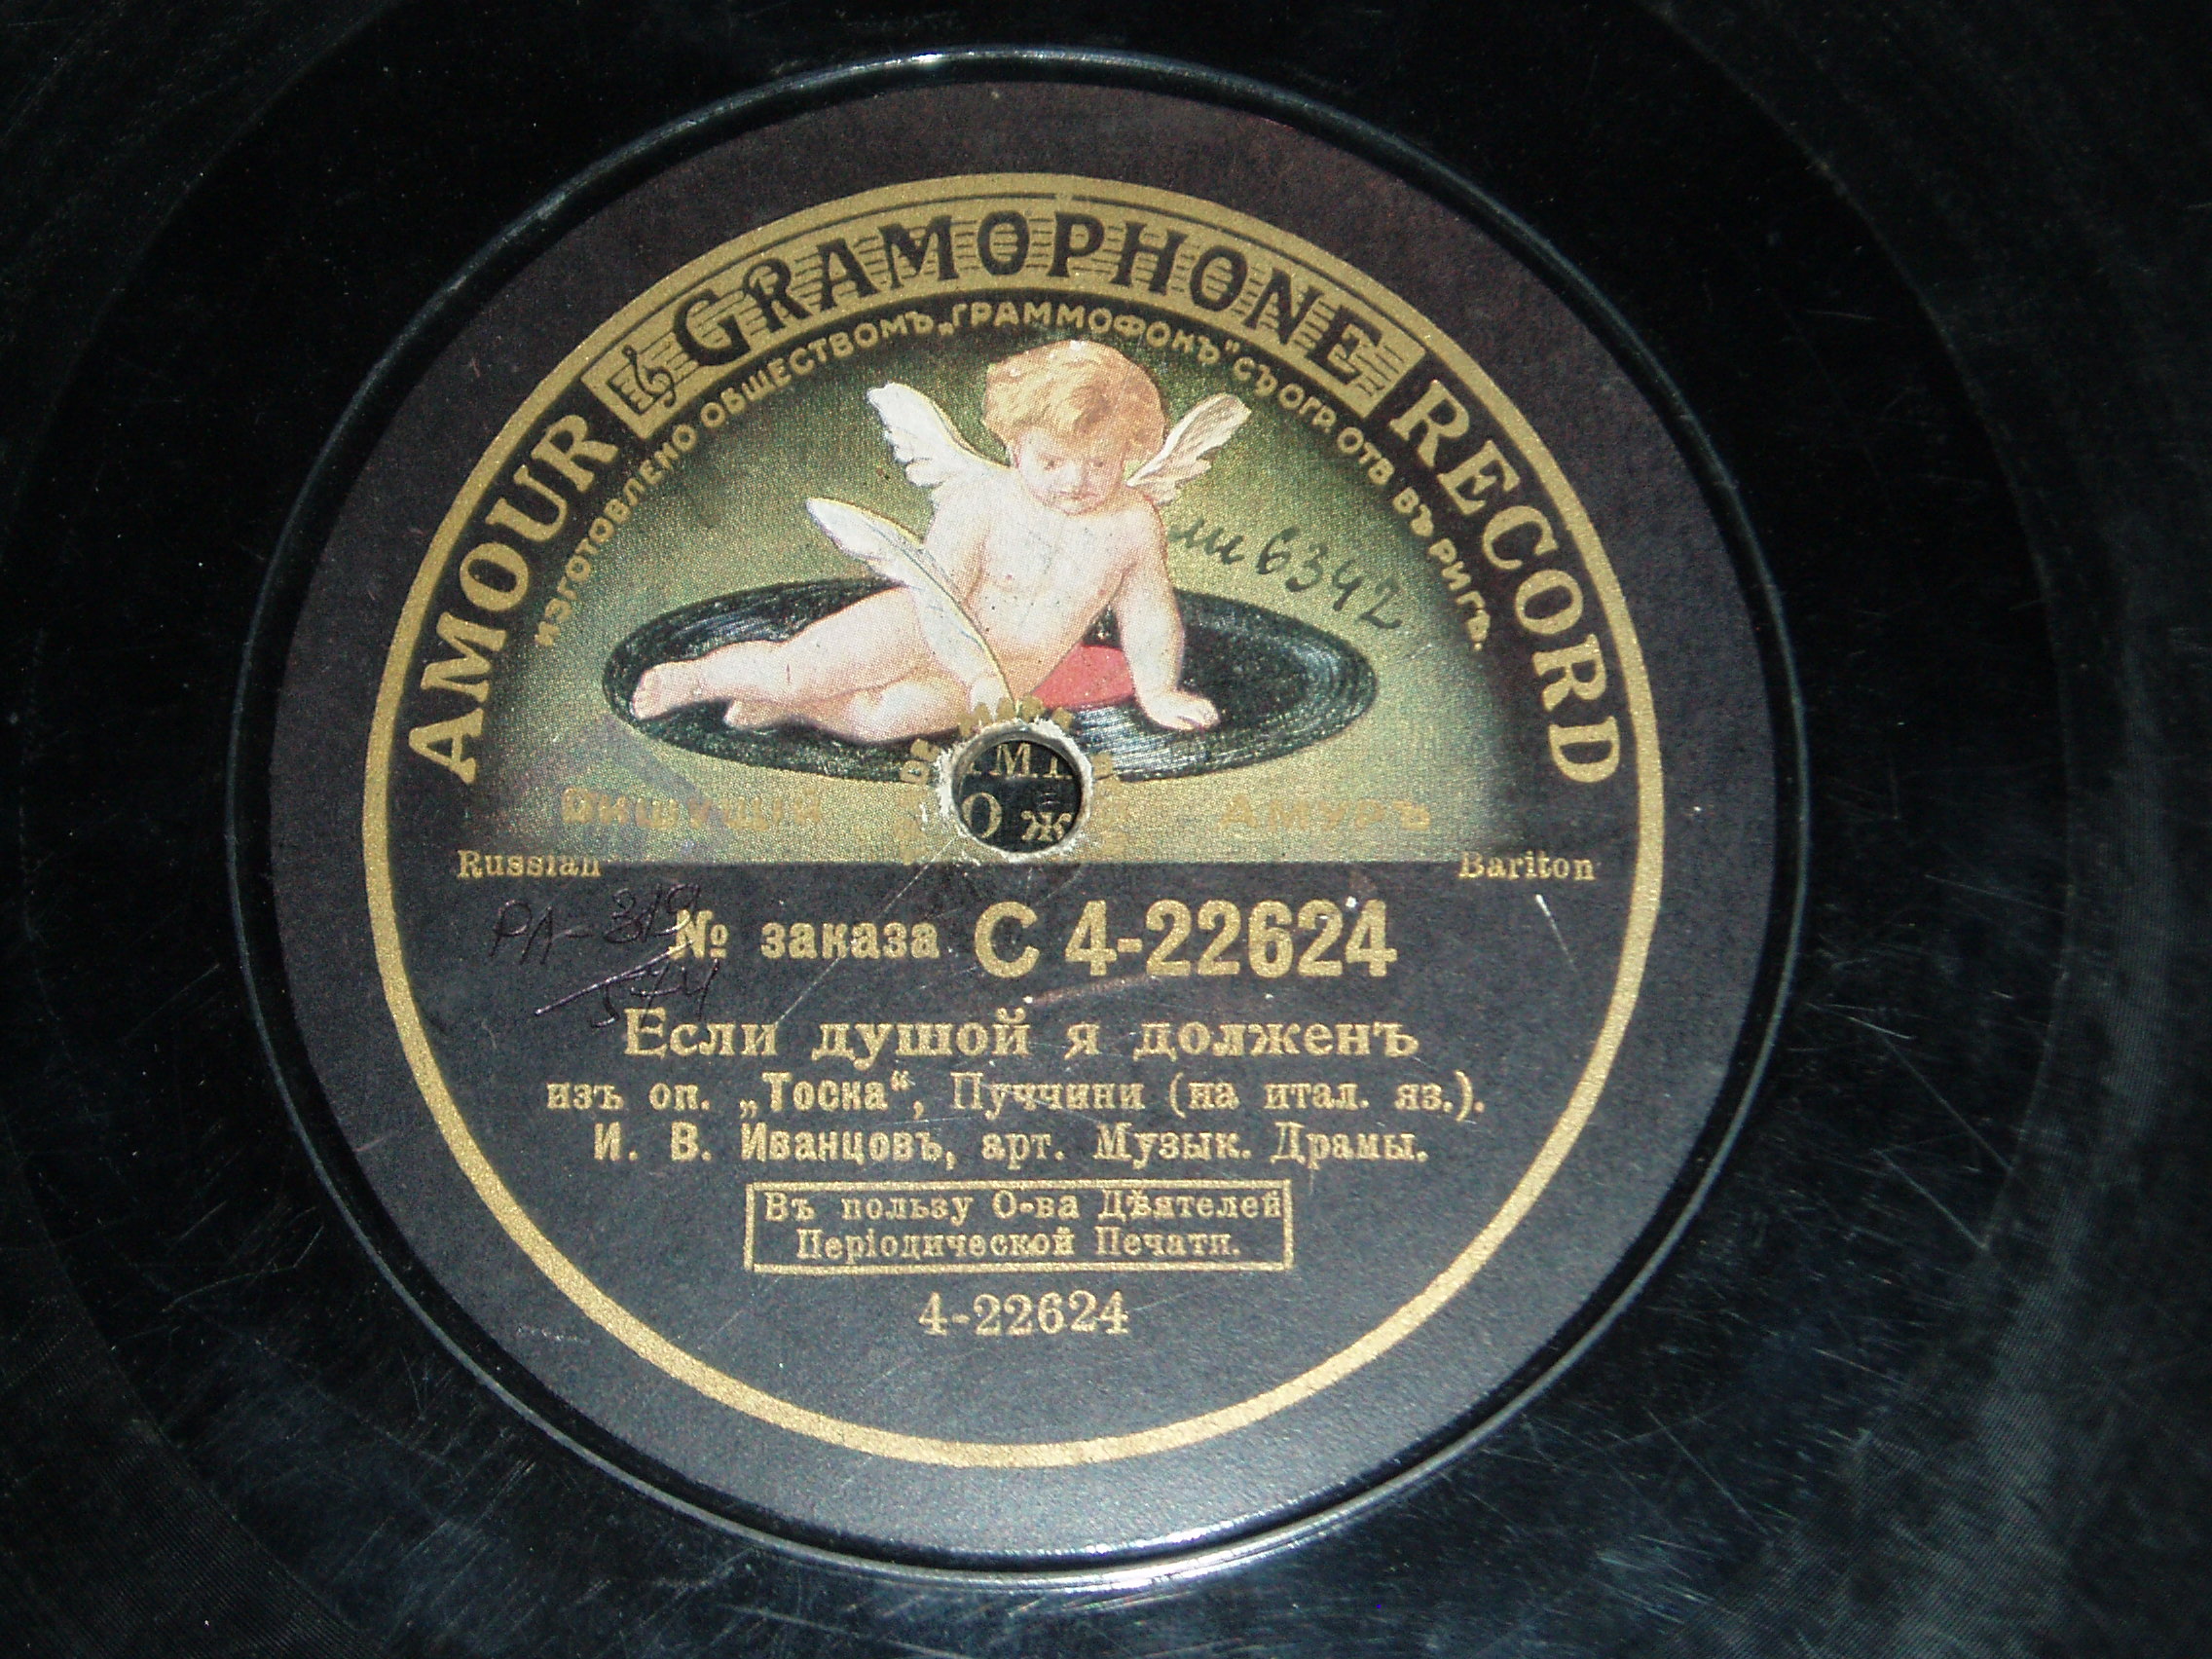 AMOUR GRAMOPHONE RECORD
ИЗГОТОВЛЕНО ОБЩЕСТВОМЪ „ГРАММОФОНЪ" СЪ ОГР. ОТВ. ВЪ РИГѢ.
6342
Пишущій Амуръ
Russian Bariton
№ заказа С 4-22624
Если душой я долженъ
изъ оп. „Тоска“, Пуччини (на итал. яз.).
И. В. Иванцовъ, арт. Музык. Драмы.
Въ пользу О-ва Дѣятелей
Періодической Печати.
4-22624